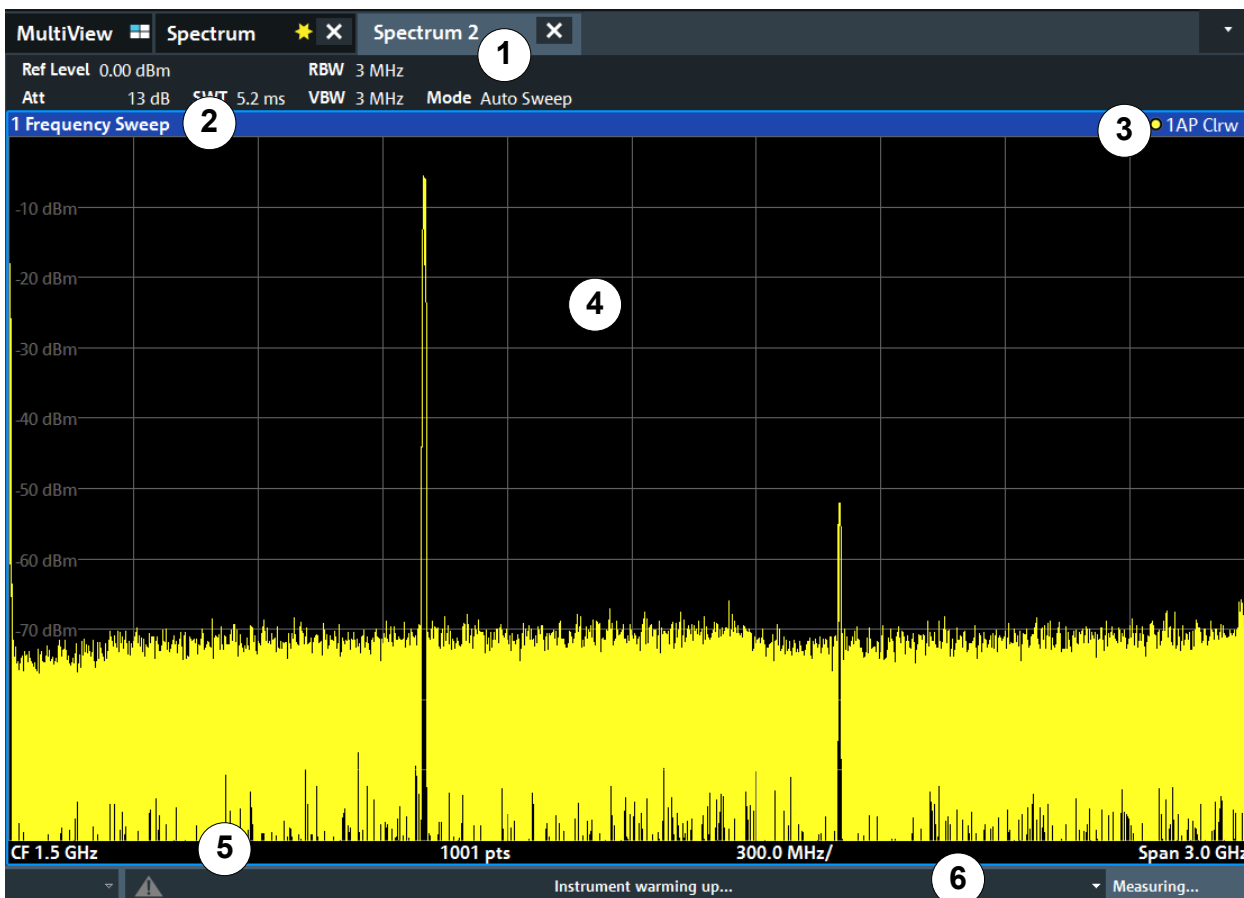 MultiView Spectrum Spectrum 2
1
Ref Level 0.00 dBm RBW 3 MHz
Att 13 dB SWT 5.2 ms VBW 3 MHz Mode Auto Sweep
1 Frequency Sweep 2 3 1AP Clrw
-10 dBm
-20 dBm
4
-30 dBm
-40 dBm
-50 dBm
-60 dBm
-70 dBm
CF 1.5 GHz 5 1001 pts 300.0 MHz/ Span 3.0 GHz
Instrument warming up... 6 Measuring...